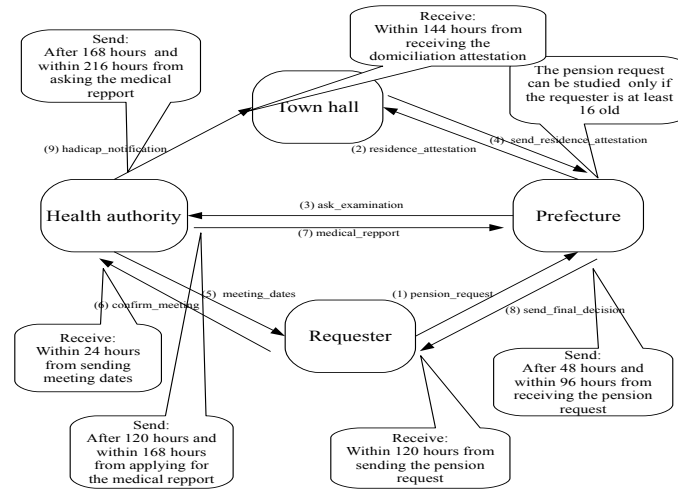 Send:
After 168 hours and
within 216 hours from
asking the medical
repport
Receive:
Within 144 hours from
receiving the
domiciliation attestation
The pension request
can be studied only if
the requester is at least
16 old
Town hall
(9) hadicap_notification
(2) residence_attestation
(4) send_residence_attestation
Health authority
(3) ask_examination
(7) medical_repport
Prefecture
(6) confirm_meeting
(5) meeting_dates
(1) pension_request
(8) send_final_decision
Requester
Receive:
Within 24 hours
from sending
meeting dates
Send:
After 48 hours and
within 96 hours from
receiving the pension
request
Send:
After 120 hours and
within 168 hours
from applying for
the medical repport
Receive:
Within 120 hours from
sending the pension
request